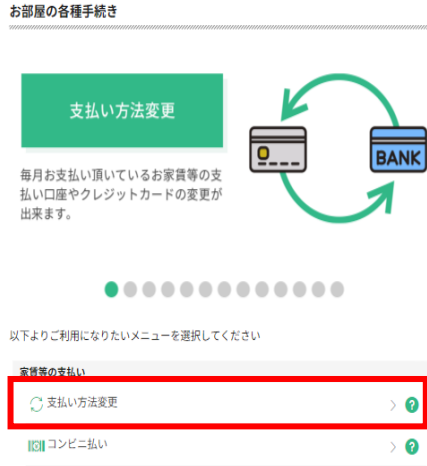 お部屋の各種手続き
支払い方法変更
BANK
毎月お支払い頂いているお家賃等の支
払い口座やクレジットカードの変更が
出来ます。
以下よりご利用になりたいメニューを選択してください
家賃等の支払い
支払い方法変更
?
コンビニ払い
?